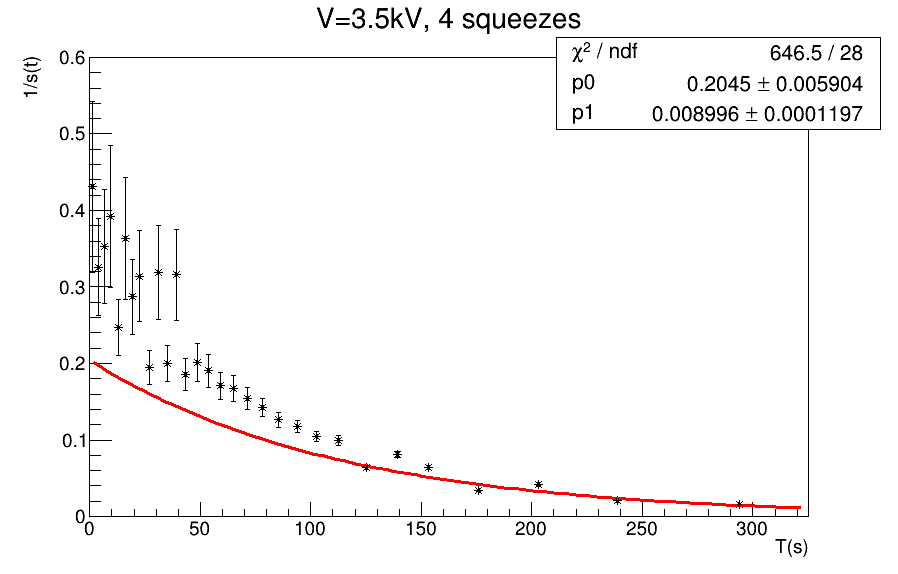 V=3.5kV, 4 squeezes
χ² / ndf 646.5 / 28
p0 0.2045 ± 0.005904
p1 0.008996 ± 0.0001197
1/s(t)
0.6
0.5
0.4
0.3
0.2
0.1
0
0 50 100 150 200 250 300
T(s)